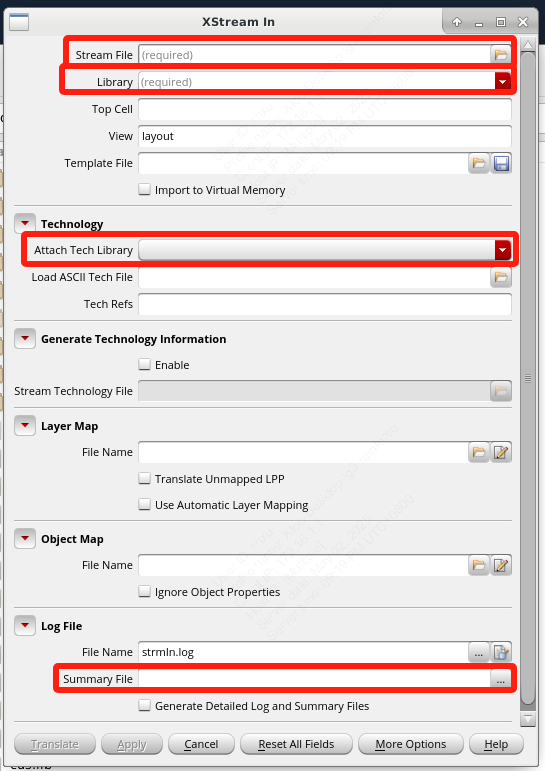 XStream In
Stream File (required)
Library (required)
Top Cell
View layout
Template File
Import to Virtual Memory
Technology
Attach Tech Library
Load ASCII Tech File
Tech Refs
Generate Technology Information
Enable
Stream Technology File
Layer Map
File Name
Translate Unmapped LPP
Use Automatic Layer Mapping
Object Map
File Name
Ignore Object Properties
Log File
File Name strmIn.log ...
Summary File ...
Generate Detailed Log and Summary Files
Translate Apply Cancel Reset All Fields More Options Help